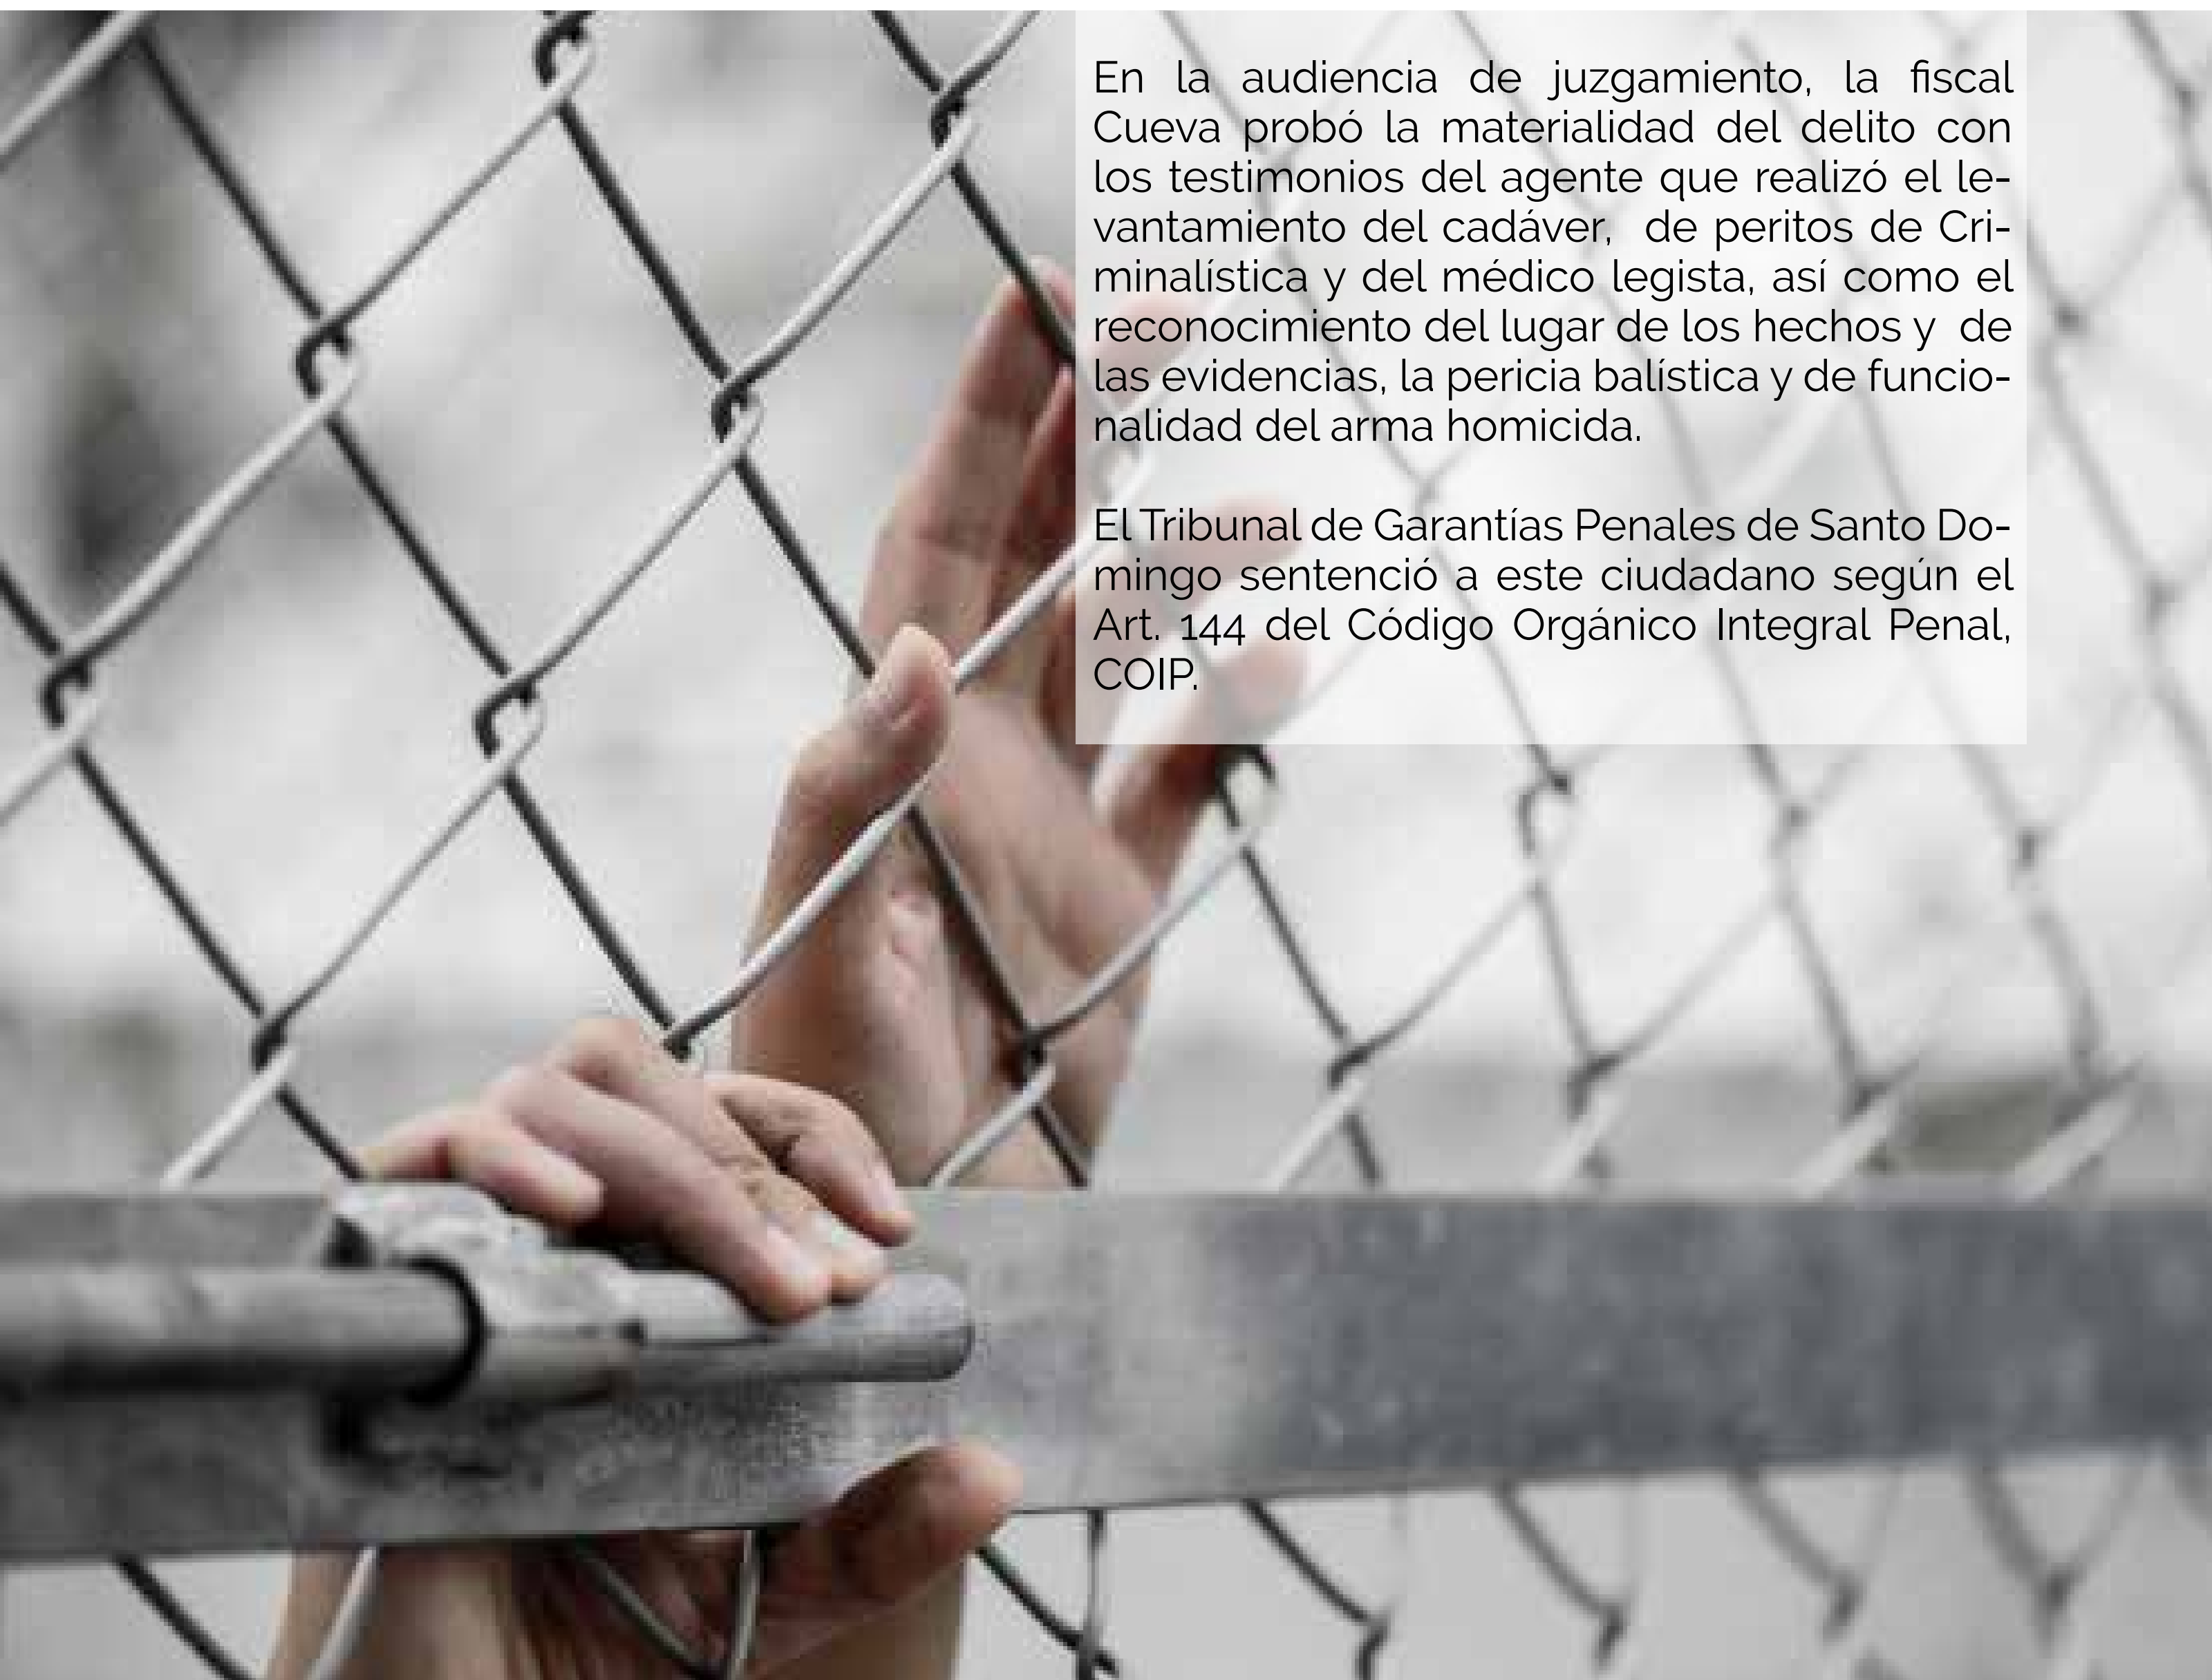 En la audiencia de juzgamiento, la fiscal
Cueva probó la materialidad del delito con
los testimonios del agente que realizó el le-
vantamiento del cadáver,  de peritos de Cri-
minalística y del médico legista, así como el
reconocimiento del lugar de los hechos y  de
las evidencias, la pericia balística y de funcio-
nalidad del arma homicida.
El Tribunal de Garantías Penales de Santo Do-
mingo sentenció a este ciudadano según el
Art. 144 del Código Orgánico Integral Penal,
COIP.